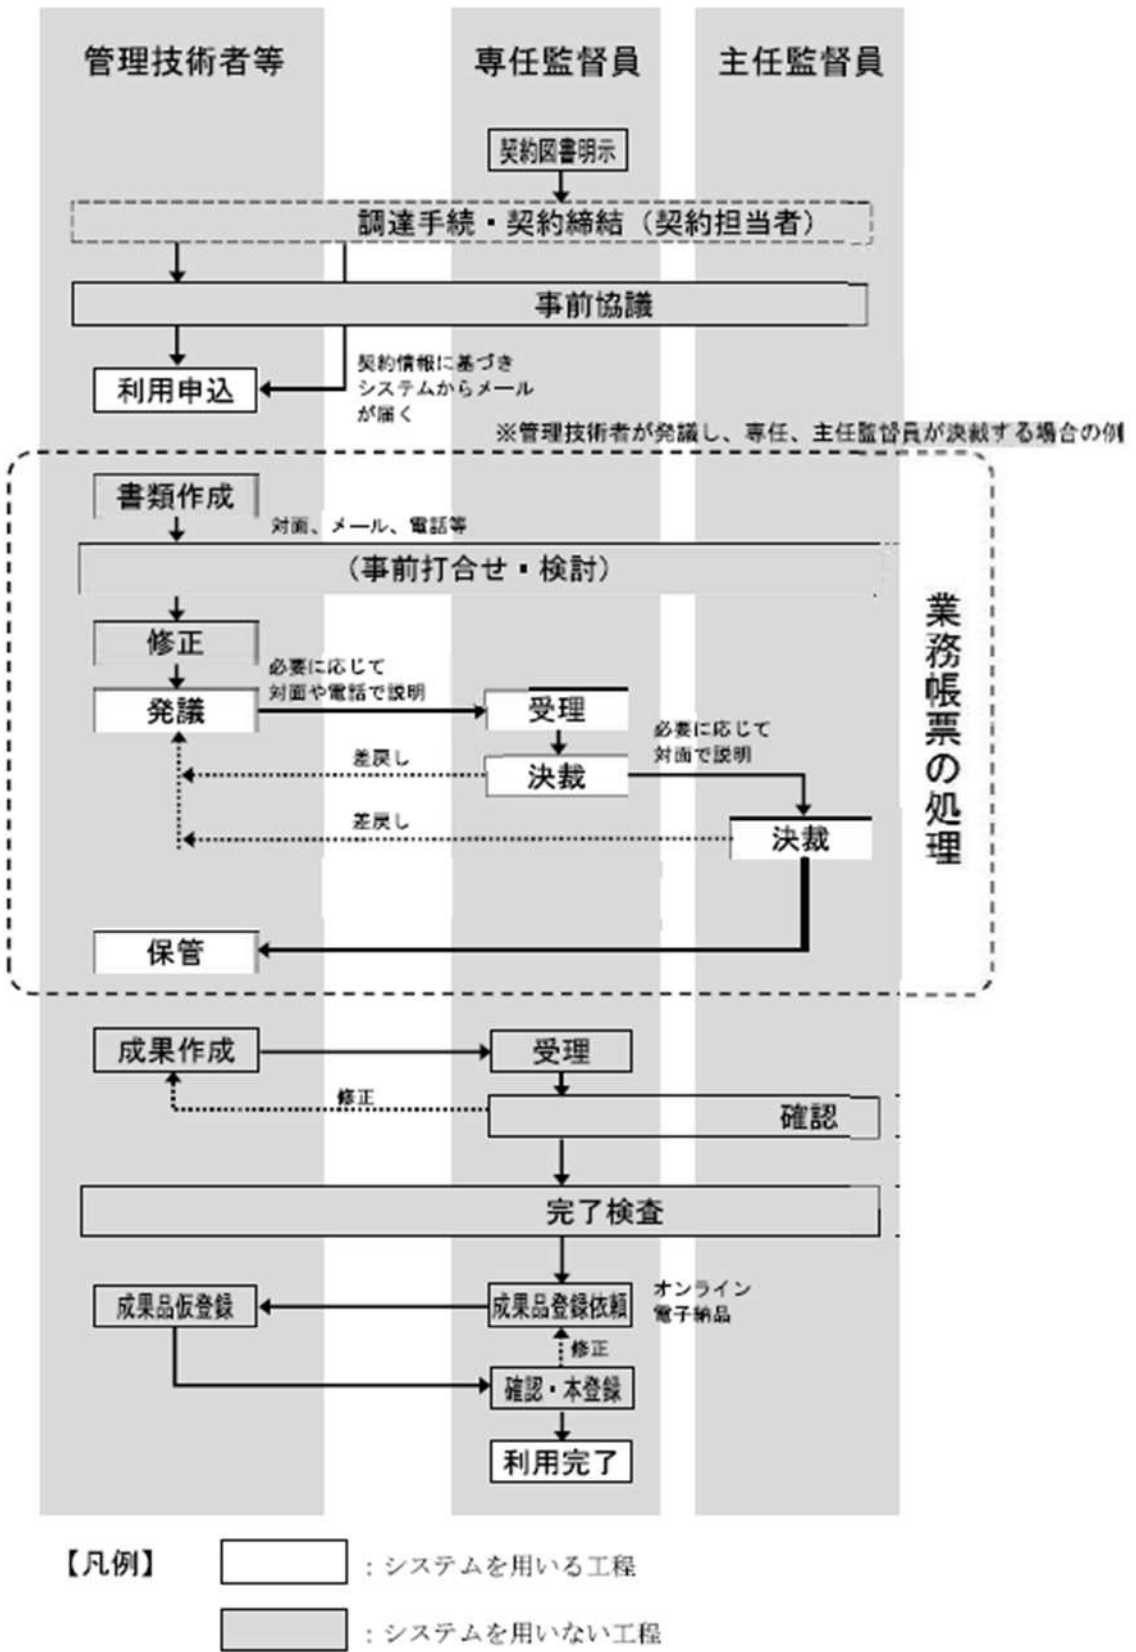 管理技術者等
専任監督員
主任監督員
契約図書明示
調達手続・契約締結（契約担当者）
事前協議
利用申込
契約情報に基づき
システムからメール
が届く
※管理技術者が発議し、専任、主任監督員が決裁する場合の例
書類作成
対面、メール、電話等
（事前打合せ・検討）
業務帳票の処理
修正
必要に応じて
対面や電話で説明
発議
受理
必要に応じて
対面で説明
差戻し
決裁
差戻し
決裁
保管
成果作成
受理
修正
確認
完了検査
成果品仮登録
成果品登録依頼
オンライン
電子納品
修正
確認・本登録
利用完了
【凡例】
：システムを用いる工程
：システムを用いない工程